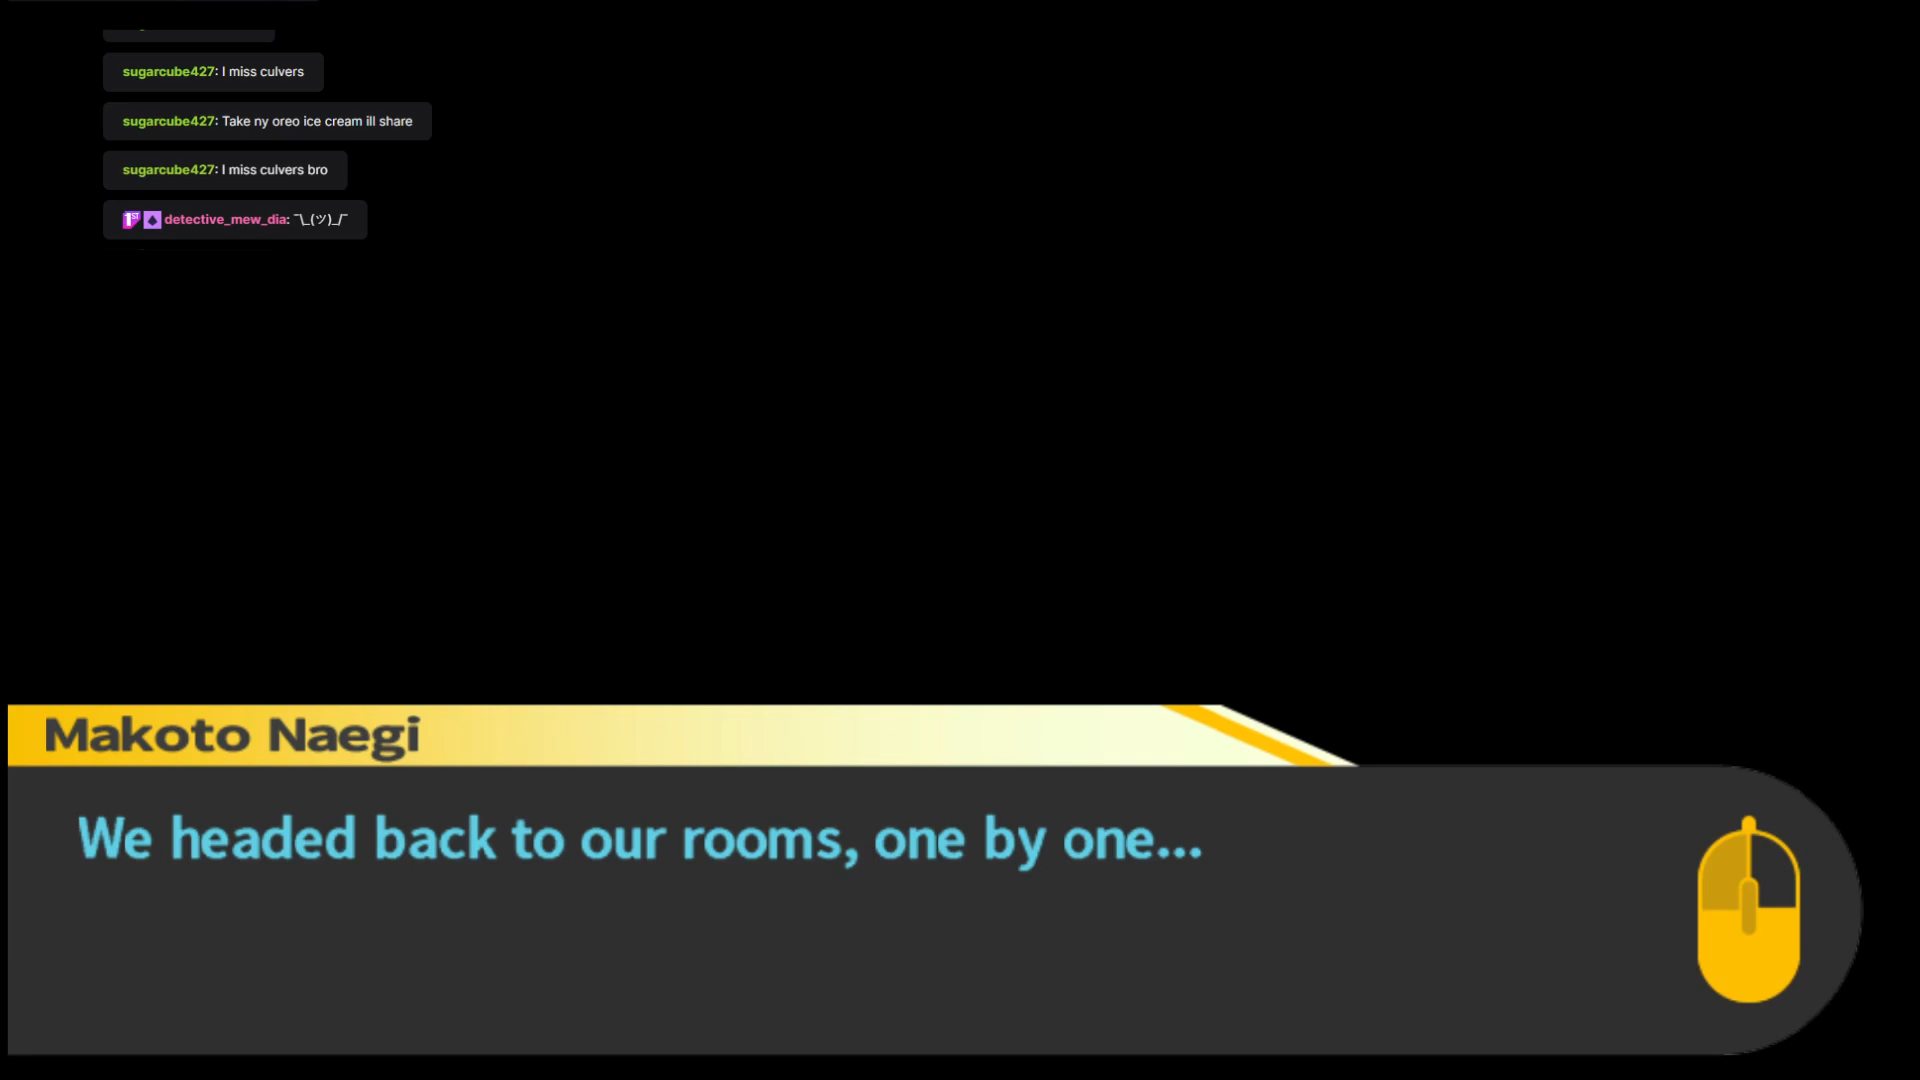 sugarcube427: I miss culvers
sugarcube427: Take ny oreo ice cream ill share
sugarcube427: I miss culvers bro
1ST detective_mew_dia: ¯\_(ツ)_/¯
Makoto Naegi
We headed back to our rooms, one by one...